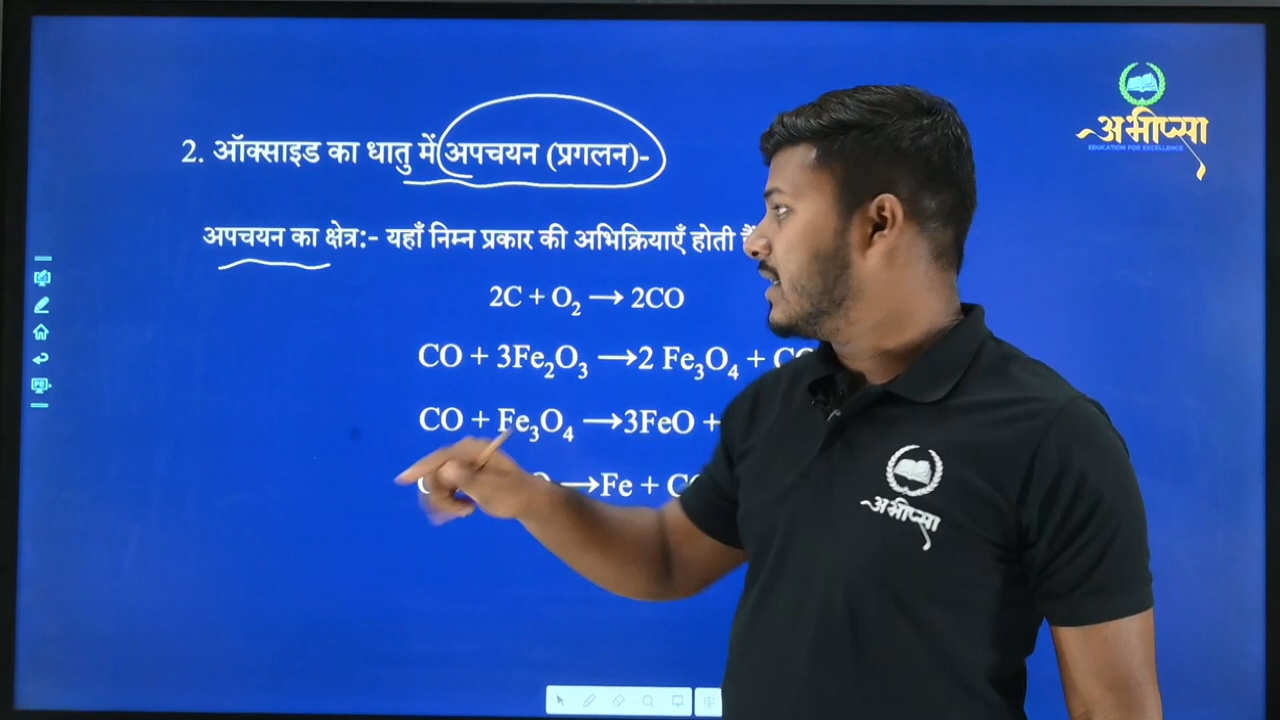 2. ऑक्साइड का धातु में अपचयन (प्रगलन)-
अपचयन का क्षेत्र:- यहाँ निम्न प्रकार की अभिक्रियाएँ होती
2C + O₂ → 2CO
CO + 3Fe₂O₃ → 2 Fe₃O₄ +
CO + Fe₃O₄ → 3FeO +
→ Fe +
अभीप्सा
EDUCATION FOR EXCELLENCE
अभीप्सा